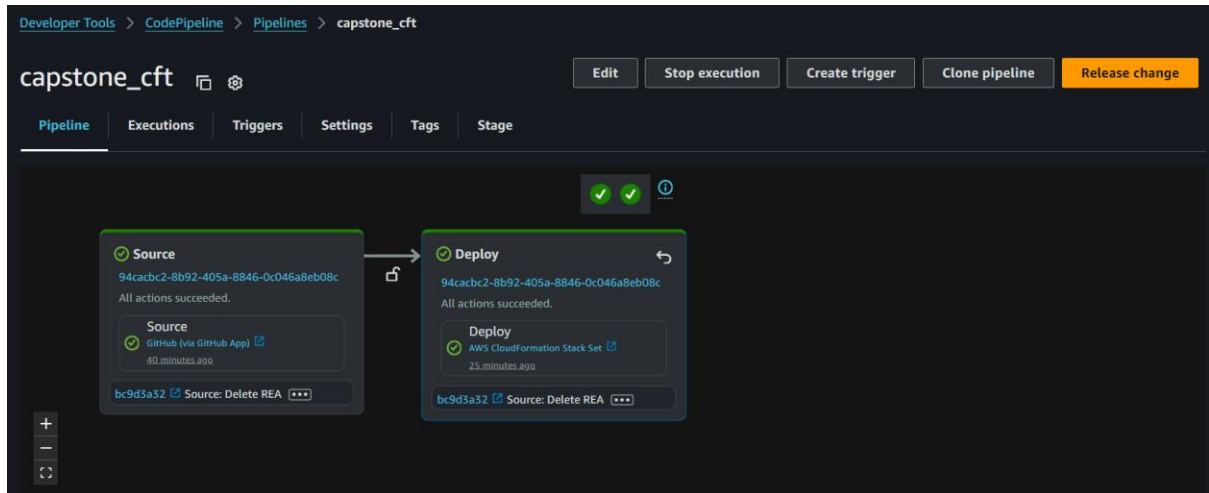 Developer Tools > CodePipeline > Pipelines > capstone_cft
capstone_cft
Edit
Stop execution
Create trigger
Clone pipeline
Release change
Pipeline
Executions
Triggers
Settings
Tags
Stage
Source
94cacbc2-8b92-405a-8846-0c046a8eb08c
All actions succeeded.
Source
GitHub (via GitHub App)
40 minutes ago
bc9d3a32 Source: Delete REA
Deploy
94cacbc2-8b92-405a-8846-0c046a8eb08c
All actions succeeded.
Deploy
AWS CloudFormation Stack Set
25 minutes ago
bc9d3a32 Source: Delete REA